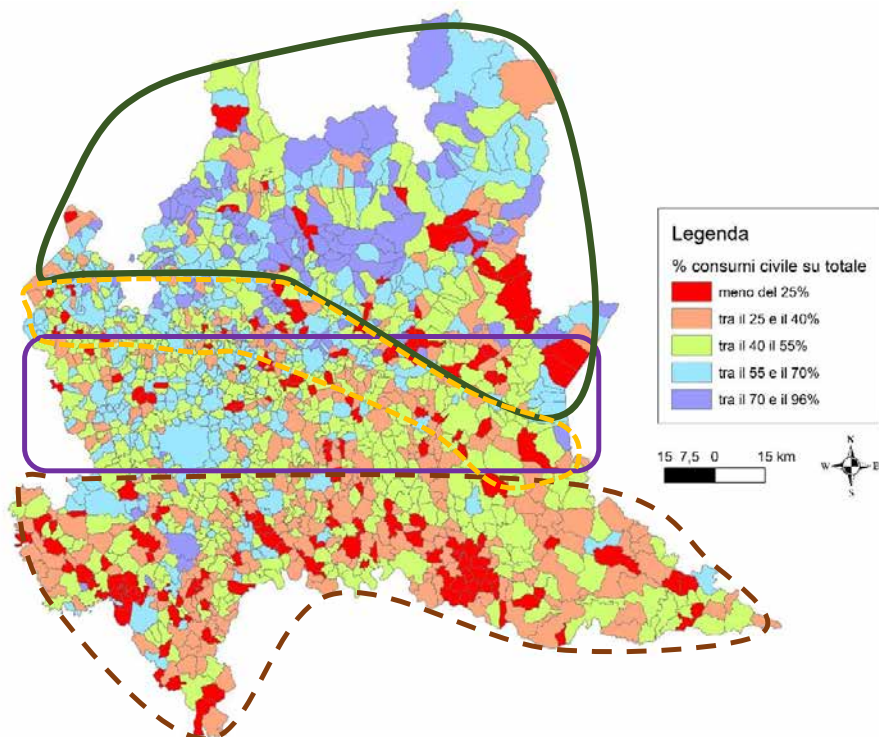 Legenda
% consumi civile su totale
meno del 25%
tra il 25 e il 40%
tra il 40 il 55%
tra il 55 e il 70%
tra il 70 e il 96%
15 7,5 0 15 km
N
W E
S